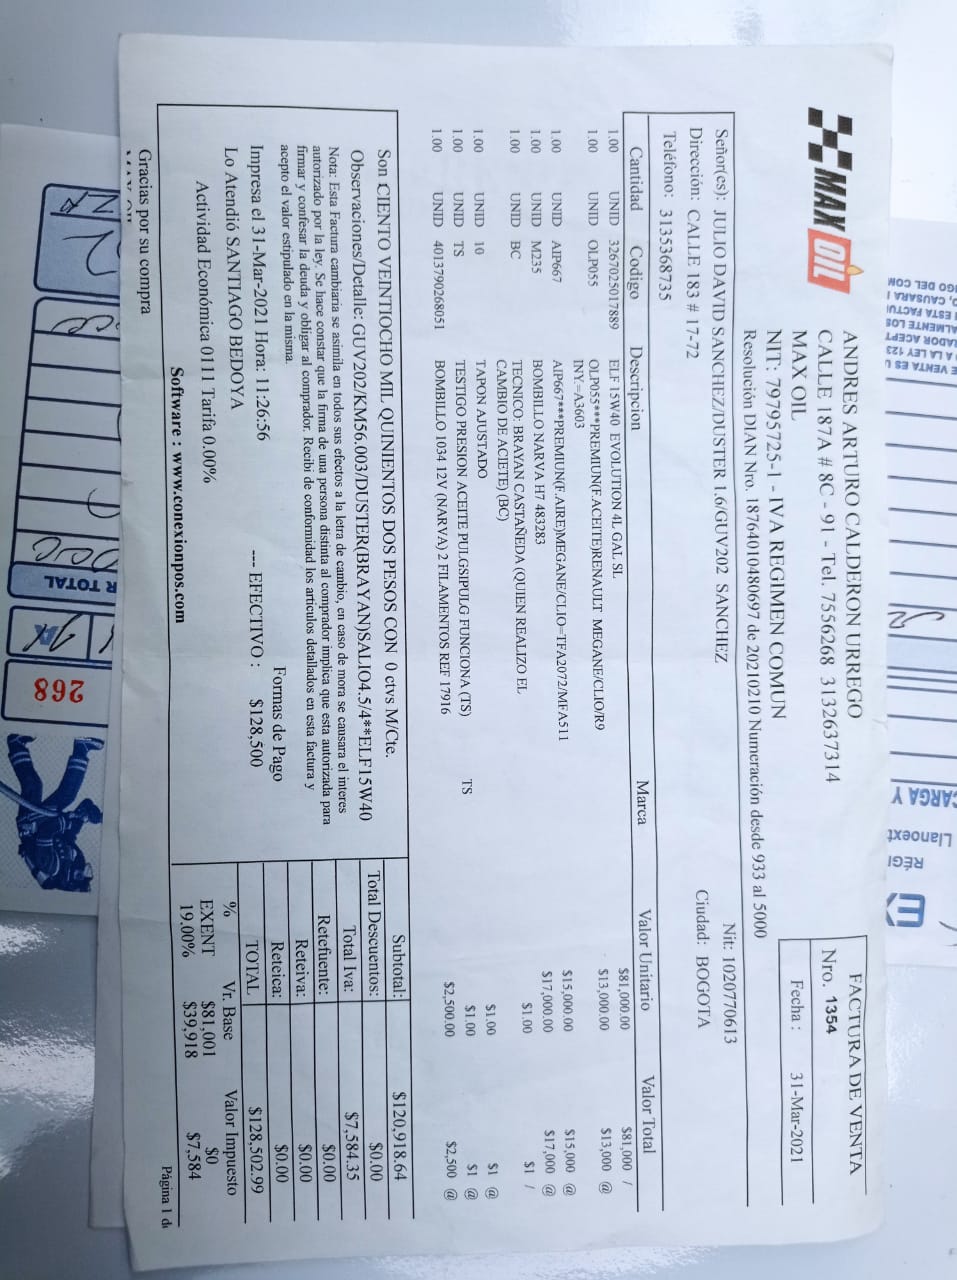 MAX OIL
ANDRES ARTURO CALDERON URREGO
CALLE 187A # 8C - 91 - Tel. 7556268 3132637314
MAX OIL
NIT: 79795725-1 - IVA REGIMEN COMUN
Resolución DIAN Nro. 18764010480697 de 20210210 Numeración desde 933 al 5000
FACTURA DE VENTA
Nro. 1354
Fecha : 31-Mar-2021
Señor(es): JULIO DAVID SANCHEZ/DUSTER 1.6/GUV202 SANCHEZ Nit: 1020770613
Dirección: CALLE 183 # 17-72 Ciudad: BOGOTA
Teléfono: 3135368735
Cantidad Codigo Descripcion Marca Valor Unitario Valor Total
1.00 UNID 3267025017889 ELF 15W40 EVOLUTION 4L GAL SL $81,000.00 $81,000 /
1.00 UNID OLP055 OLP055***PREMIUN(F.ACEITE)RENAULT MEGANE/CLIO/R9 $13,000.00 $13,000 @
INY.=A3603
1.00 UNID AIP667 AIP667***PREMIUN(F.AIRE)MEGANE/CLIO=TFA2072/MFA511 $15,000.00 $15,000 @
1.00 UNID M235 BOMBILLO NARVA H7 483283 $17,000.00 $17,000 @
1.00 UNID BC TECNICO: BRAYAN CASTAÑEDA (QUIEN REALIZO EL $1.00 $1 /
CAMBIO DE ACIETE) (BC)
1.00 UNID 10 TAPON AJUSTADO $1.00 $1 @
1.00 UNID TS TESTIGO PRESION ACEITE PULGSIPULG FUNCIONA (TS) TS $1.00 $1 @
1.00 UNID 4013790268051 BOMBILLO 1034 12V (NARVA) 2 FILAMENTOS REF 17916 $2,500.00 $2,500 @
Son CIENTO VEINTIOCHO MIL QUINIENTOS DOS PESOS CON 0 ctvs M/Cte.
Observaciones/Detalle: GUV202/KM56.003/DUSTER(BRAYAN)SALIO4.5/4**ELF15W40
Nota: Esta Factura cambiaria se asimila en todos sus efectos a la letra de cambio, en caso de mora se causara el interes
autorizado por la ley. Se hace constar que la firma de una persona distinta al comprador implica que esta autorizada para
firmar y confesar la deuda y obligar al comprador. Recibi de conformidad los articulos detallados en esta factura y
acepto el valor estipulado en la misma.
Formas de Pago
Impresa el 31-Mar-2021 Hora: 11:26:56 --- EFECTIVO : $128,500
Lo Atendió SANTIAGO BEDOYA
Actividad Económica 0111 Tarifa 0.00%
Software : www.conexionpos.com
Subtotal: $120,918.64
Total Descuentos: $0.00
Total Iva: $7,584.35
Retefuente: $0.00
Reteiva: $0.00
Reteica: $0.00
TOTAL $128,502.99
% Vr. Base Valor Impuesto
EXENT $81,001 $0
19.00% $39,918 $7,584
Gracias por su compra
Página 1 d
R TOTAL
268
CARGA Y
Llanoext
RÉGI